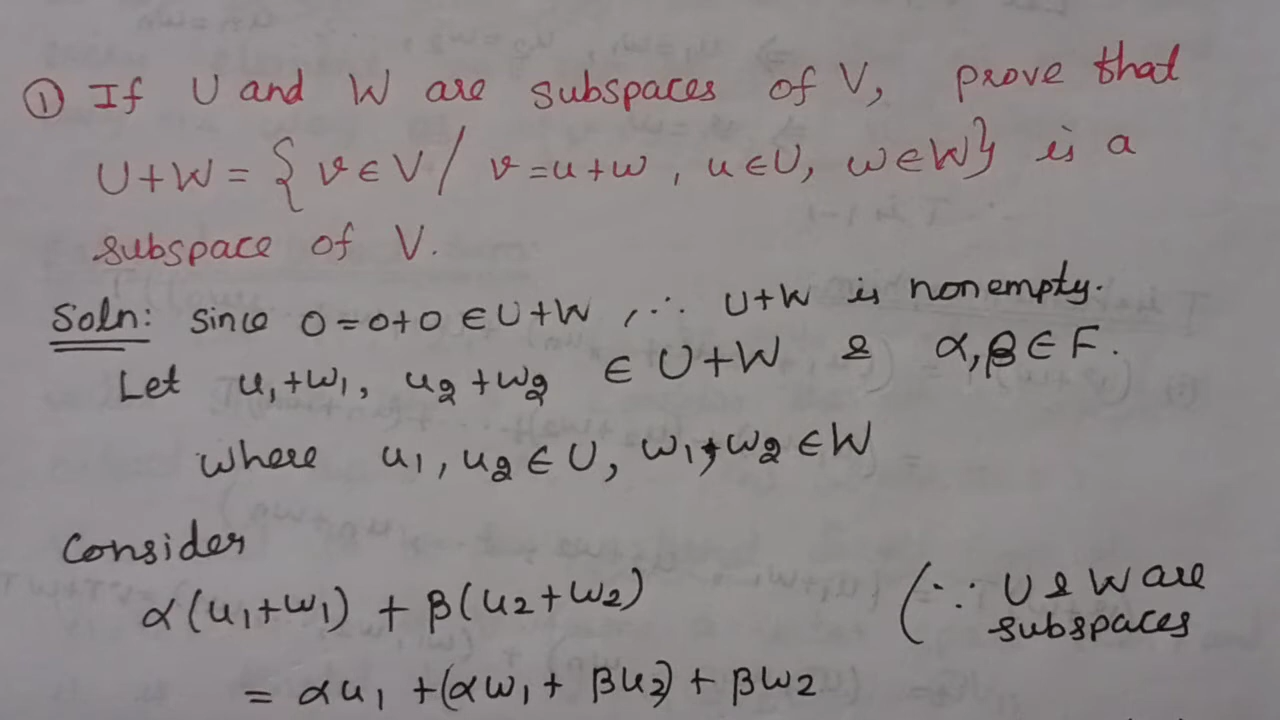 ① If U and W are subspaces of V, prove that
U+W = { v∈V / v=u+w, u∈U, w∈W} is a
subspace of V.
Soln: since 0=0+0 ∈ U+W, ∴ U+W is nonempty.
Let u₁+w₁, u₂+w₂ ∈ U+W & α,β∈F.
where u₁, u₂∈U, w₁, w₂∈W
Consider
α(u₁+w₁) + β(u₂+w₂) (∵ U & W are
subspaces
= αu₁ +(αw₁ + βu₂) + βw₂